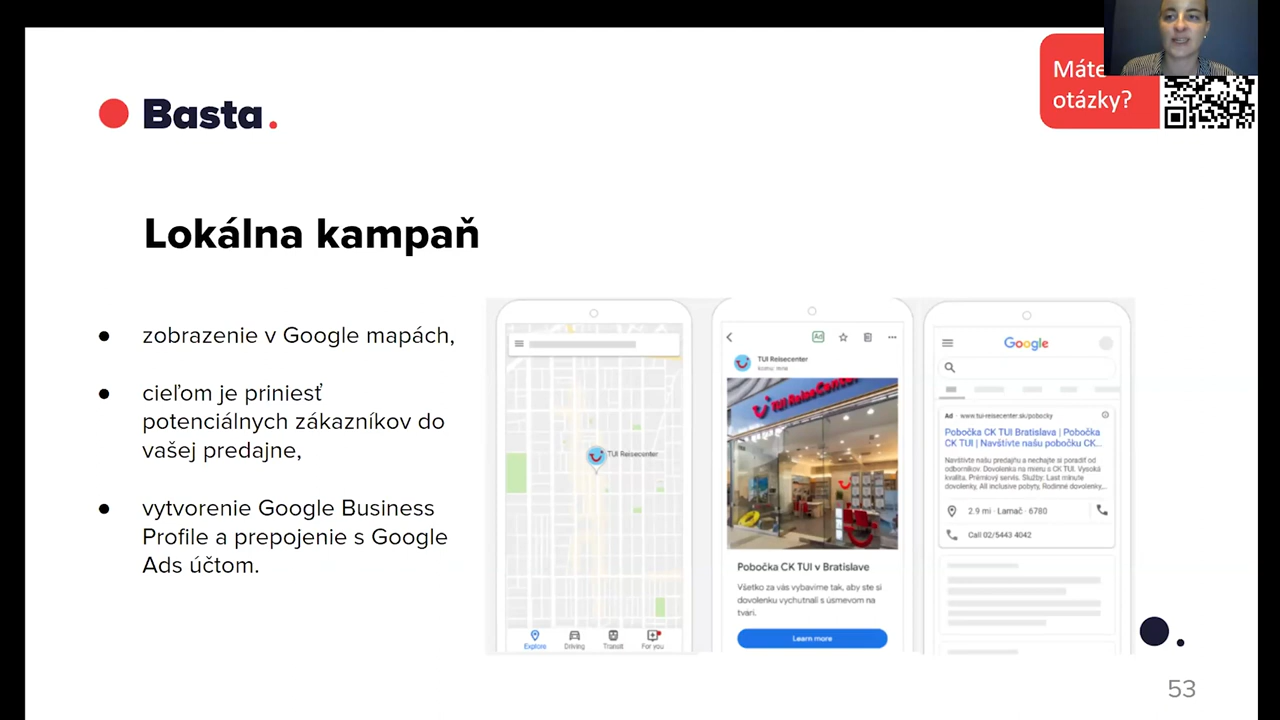 Máte
otázky?
Basta.
Lokálna kampaň
● zobrazenie v Google mapách,
● cieľom je priniesť
potenciálnych zákazníkov do
vašej predajne,
● vytvorenie Google Business
Profile a prepojenie s Google
Ads účtom.
TUI Reisecenter
Explore Driving Transit For you
Ad
TUI Reisecenter
komu: mne
TUI ReiseCenter
Pobočka CK TUI v Bratislave
Všetko za vás vybavíme tak, aby ste si
dovolenku vychutnali s úsmevom na
tvári.
Learn more
Google
Ad · www.tui-reisecenter.sk/pobocky
Pobočka CK TUI Bratislava | Pobočka
CK TUI | Navštívte našu pobočku CK...
Navštívte našu predajňu a nechajte si poradiť od
odborníkov. Dovolenka na mieru s CK TUI. Vysoká
kvalita. Prémiový servis. Služby: Last minute
dovolenky, All inclusive pobyty, Rodinné dovolenky,..
2.9 mi · Lamač · 6780
Call 02/5443 4042
53